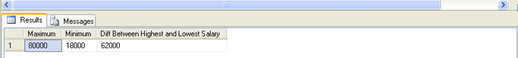 Results Messages
Maximum Minimum Diff Between Highest and Lowest Salary
1 80000 18000 62000